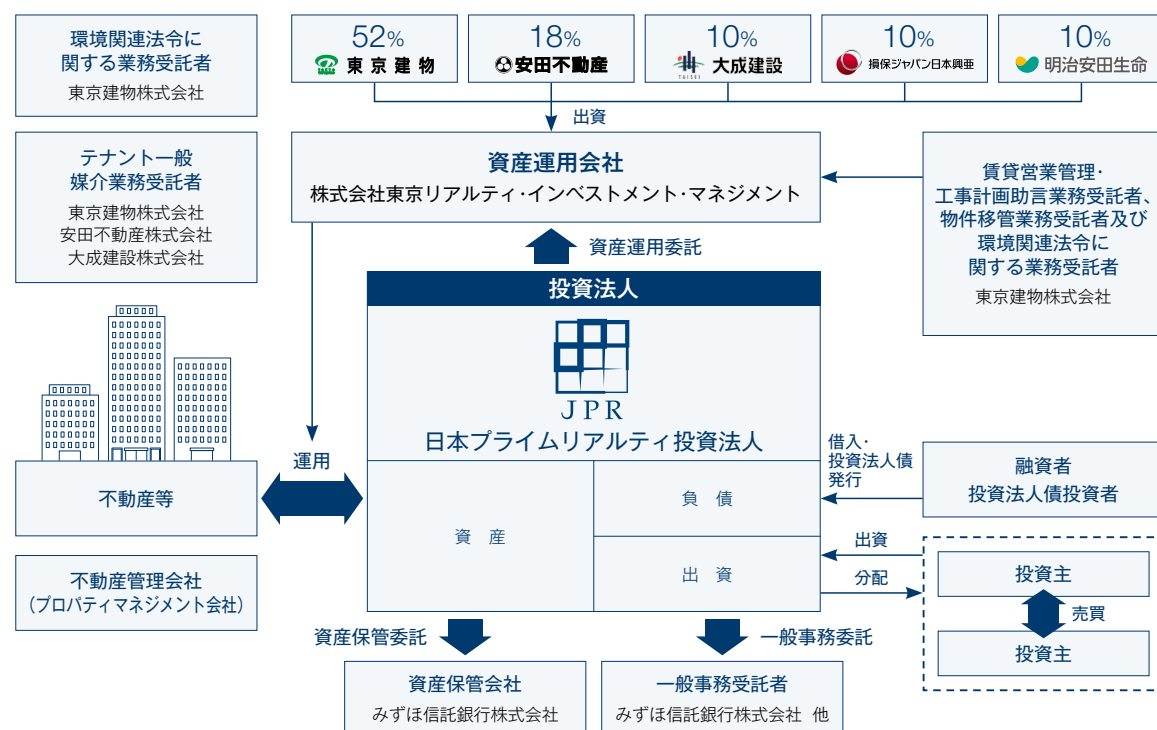 環境関連法令に
関する業務受託者
東京建物株式会社
52%
東京建物
18%
安田不動産
10%
TAISEI
大成建設
10%
損保ジャパン日本興亜
10%
明治安田生命
出資
テナント一般
媒介業務受託者
東京建物株式会社
安田不動産株式会社
大成建設株式会社
資産運用会社
株式会社東京リアルティ・インベストメント・マネジメント
賃貸営業管理・
工事計画助言業務受託者、
物件移管業務受託者及び
環境関連法令に
関する業務受託者
東京建物株式会社
資産運用委託
投資法人
JPR
日本プライムリアルティ投資法人
運用
不動産等
資産
負債
出資
借入・
投資法人債
発行
融資者
投資法人債投資者
出資
分配
投資主
売買
投資主
不動産管理会社
(プロパティマネジメント会社)
資産保管委託
一般事務委託
資産保管会社
みずほ信託銀行株式会社
一般事務受託者
みずほ信託銀行株式会社 他